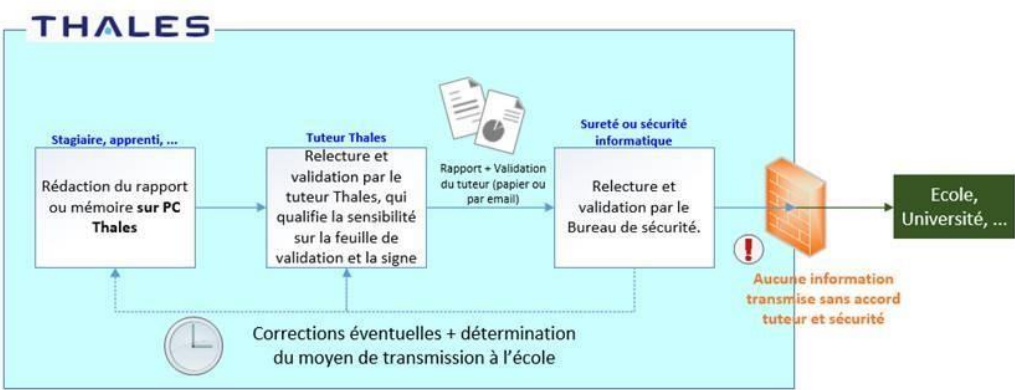 THALES
Stagiaire, apprenti, ...
Rédaction du rapport
ou mémoire sur PC
Thales
Tuteur Thales
Relecture et
validation par le
tuteur Thales, qui
qualifie la sensibilité
sur la feuille de
validation et la signe
Rapport + Validation
du tuteur (papier ou
par email)
Sureté ou sécurité
informatique
Relecture et
validation par le
Bureau de sécurité.
Ecole,
Université, ...
Aucune information
transmise sans accord
tuteur et sécurité
Corrections éventuelles + détermination
du moyen de transmission à l'école